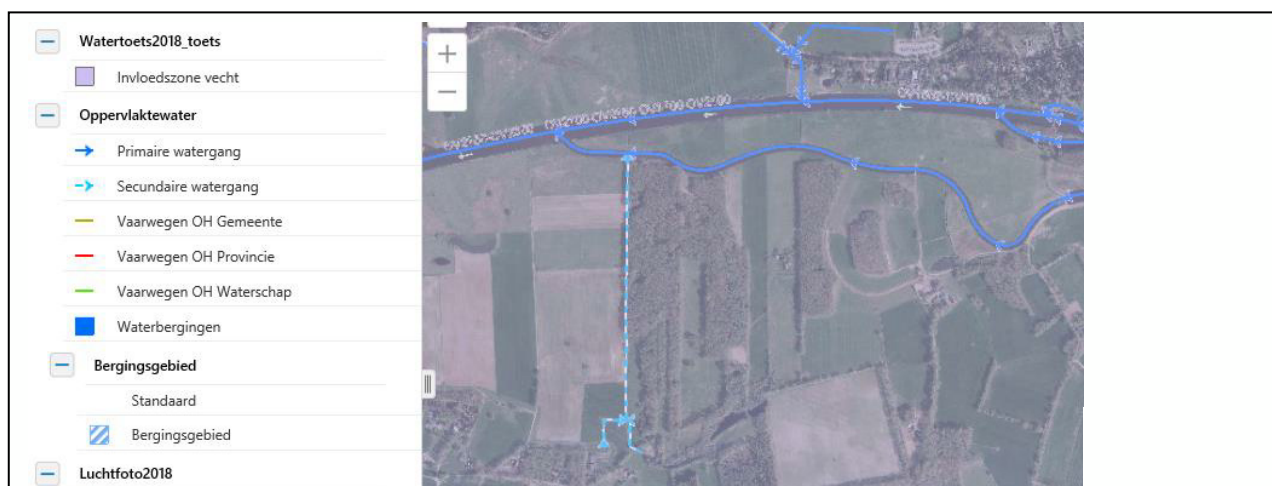 Watertoets2018_toets
Invloedszone vecht
Oppervlaktewater
Primaire watergang
Secundaire watergang
Vaarwegen OH Gemeente
Vaarwegen OH Provincie
Vaarwegen OH Waterschap
Waterbergingen
Bergingsgebied
Standaard
Bergingsgebied
Luchtfoto2018